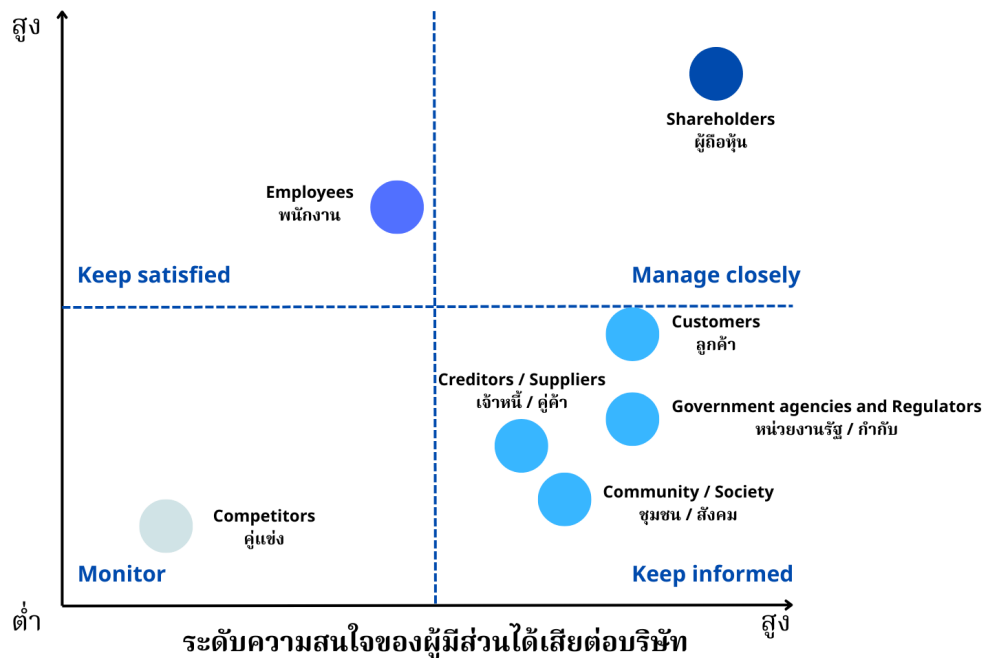 สูง
Shareholders
ผู้ถือหุ้น
Employees
พนักงาน
Keep satisfied
Manage closely
Customers
ลูกค้า
Creditors / Suppliers
เจ้าหนี้ / คู่ค้า
Government agencies and Regulators
หน่วยงานรัฐ / กำกับ
Community / Society
ชุมชน / สังคม
Competitors
คู่แข่ง
Monitor
Keep informed
ต่ำ
สูง
ระดับความสนใจของผู้มีส่วนได้เสียต่อบริษัท